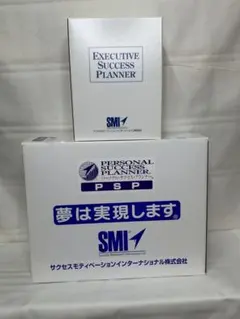 EXECUTIVE
SUCCESS
PLANNER
SMI
PERSONAL
SUCCESS
PLANNER
PSP
夢は実現します。
SMI
サクセスモティベーションインターナショナル株式会社